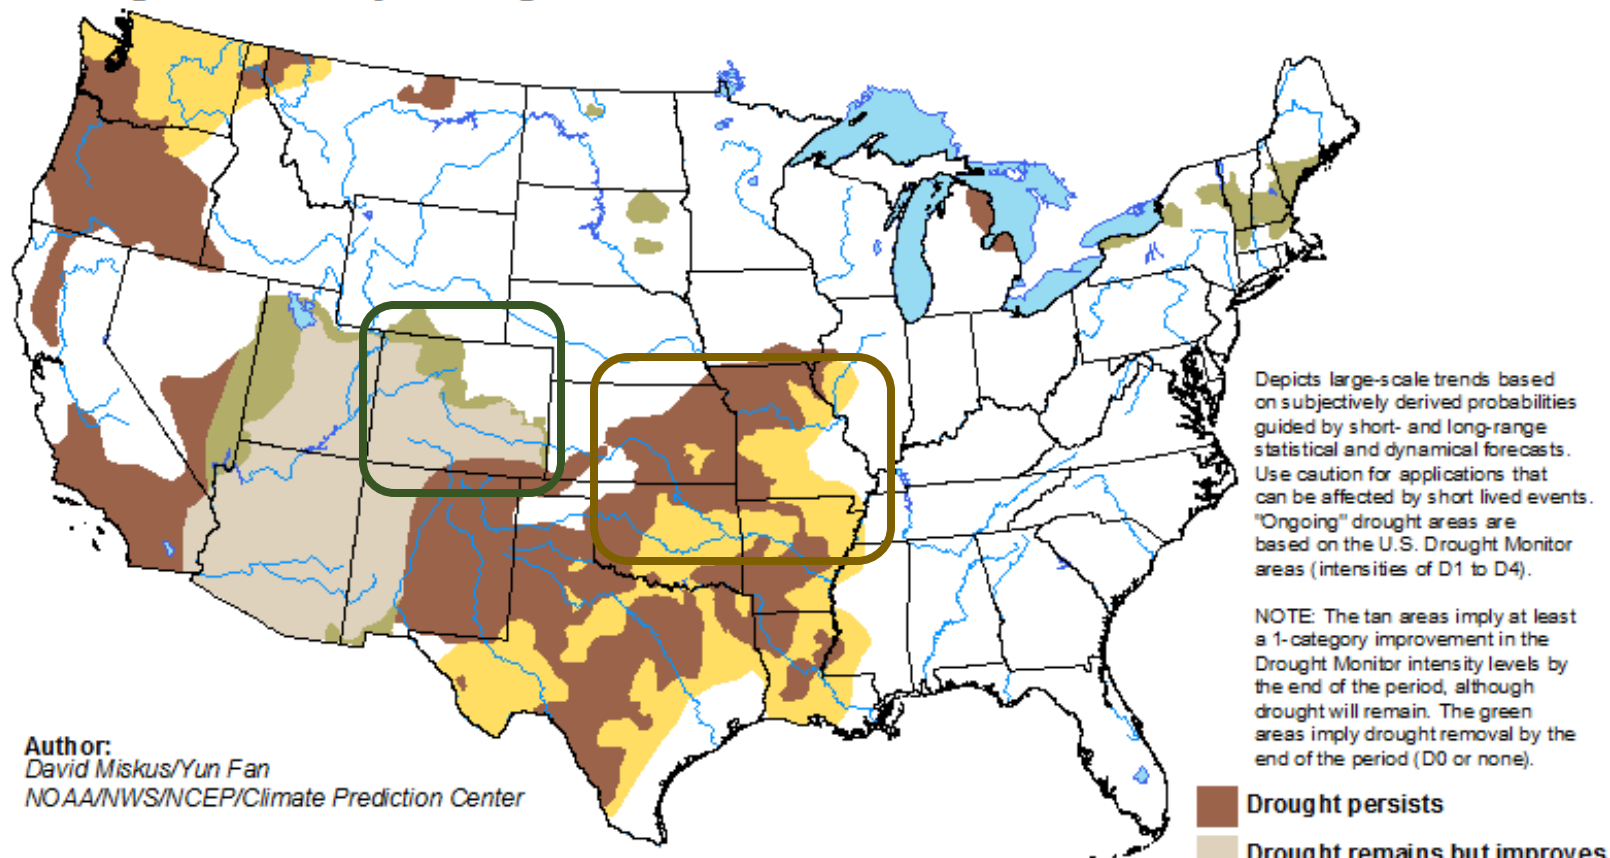 Depicts large-scale trends based
on subjectively derived probabilities
guided by short- and long-range
statistical and dynamical forecasts.
Use caution for applications that
can be affected by short lived events.
"Ongoing" drought areas are
based on the U.S. Drought Monitor
areas (intensities of D1 to D4).
NOTE: The tan areas imply at least
a 1-category improvement in the
Drought Monitor intensity levels by
the end of the period, although
drought will remain. The green
areas imply drought removal by the
end of the period (D0 or none).
Author:
David Miskus/Yun Fan
NOAA/NWS/NCEP/Climate Prediction Center
Drought persists
Drought remains but improves